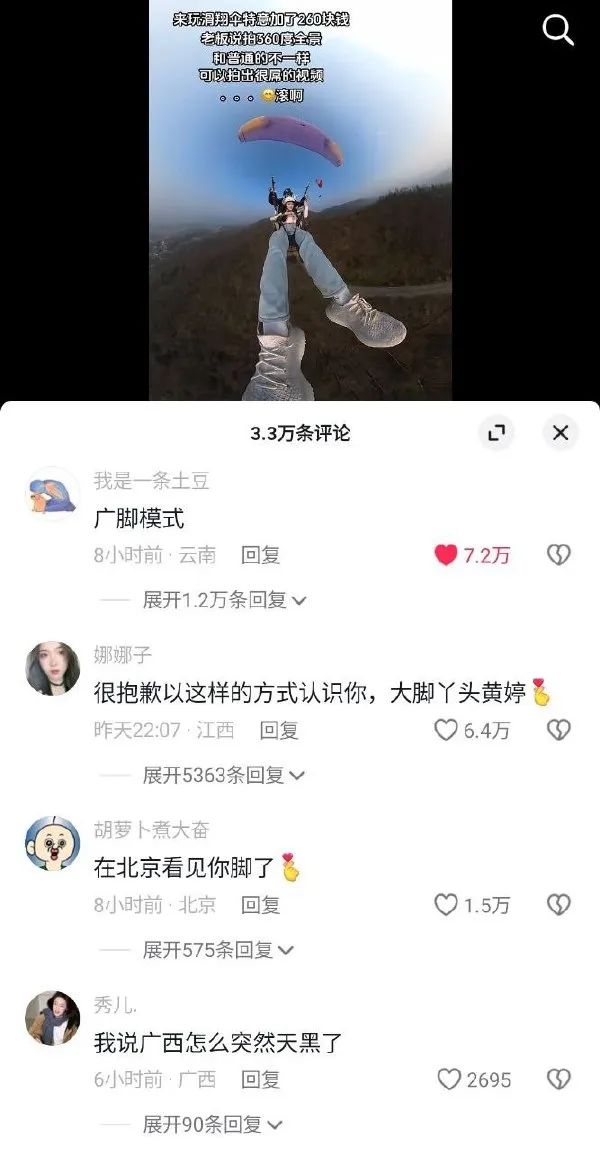 来玩滑翔伞特意加了260块钱
老板说拍360度全景
和普通的不一样
可以拍出很屌的视频
。。。😊滚啊
3.3万条评论
我是一条土豆
广脚模式
8小时前 · 云南 回复 7.2万
展开1.2万条回复
娜娜子
很抱歉以这样的方式认识你，大脚丫头黄婷🫰
昨天22:07 · 江西 回复 6.4万
展开5363条回复
胡萝卜煮大奋
在北京看见你脚了🫰
8小时前 · 北京 回复 1.5万
展开575条回复
秀儿.
我说广西怎么突然天黑了
6小时前 · 广西 回复 2695
展开90条回复